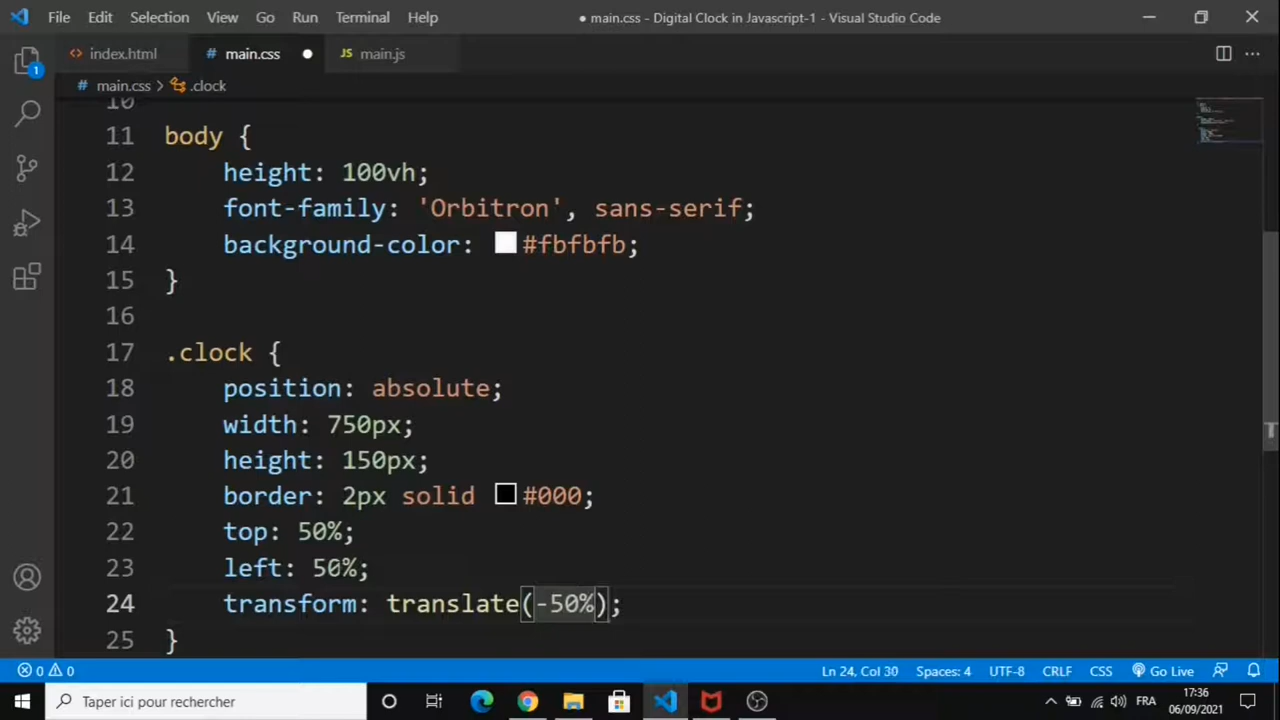 File Edit Selection View Go Run Terminal Help ● main.css - Digital Clock in Javascript-1 - Visual Studio Code
index.html # main.css ● JS main.js
# main.css > .clock
10
11 body {
12 height: 100vh;
13 font-family: 'Orbitron', sans-serif;
14 background-color: #fbfbfb;
15 }
16
17 .clock {
18 position: absolute;
19 width: 750px;
20 height: 150px;
21 border: 2px solid #000;
22 top: 50%;
23 left: 50%;
24 transform: translate(-50%);
25 }
1
0 0 Ln 24, Col 30 Spaces: 4 UTF-8 CRLF CSS Go Live
Taper ici pour rechercher FRA 17:36
06/09/2021